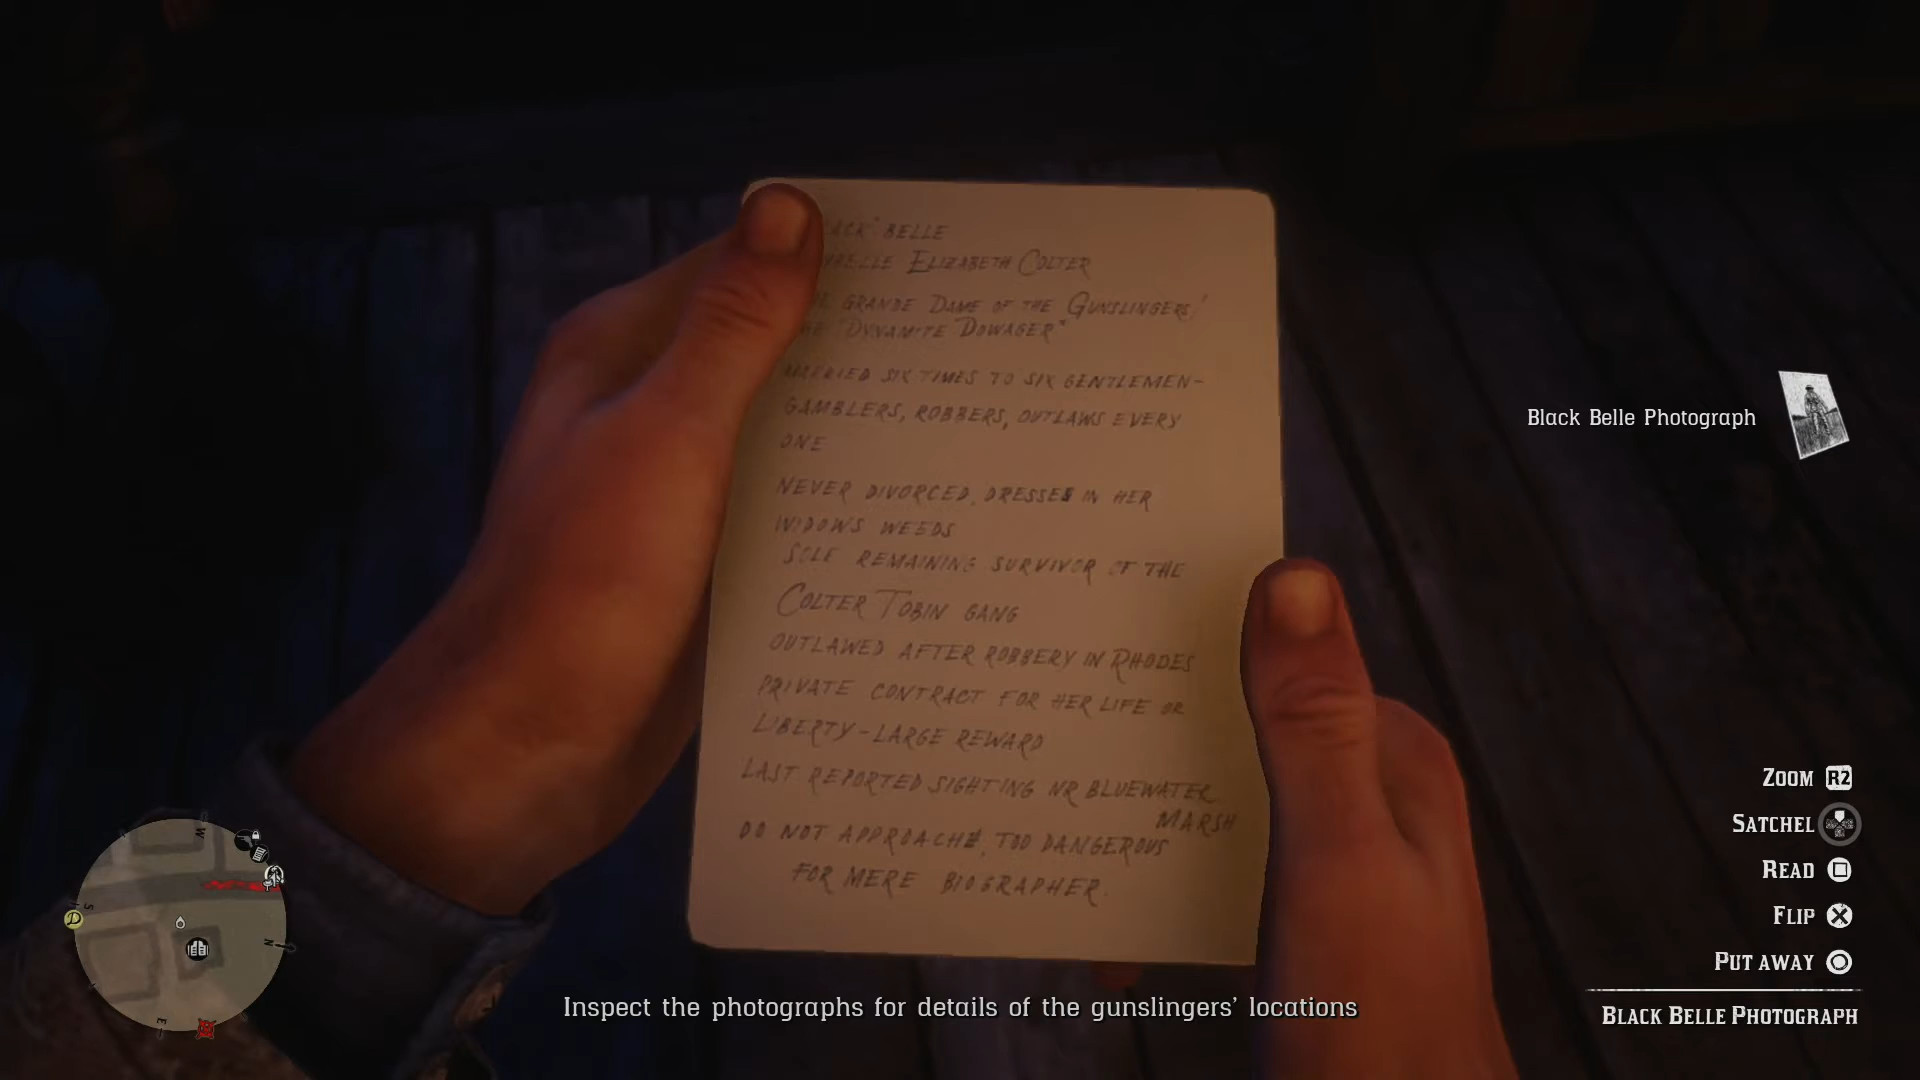 BELLE
ELIZABETH COLTER
GRANDE DAME OF THE GUNSLINGERS'
"DYNAMITE DOWAGER"
MARRIED SIX TIMES TO SIX GENTLEMEN-
GAMBLERS, ROBBERS, OUTLAWS EVERY
ONE
NEVER DIVORCED, DRESSES IN HER
WIDOWS WEEDS
SOLE REMAINING SURVIVOR OF THE
COLTER TOBIN GANG
OUTLAWED AFTER ROBBERY IN RHODES
PRIVATE CONTRACT FOR HER LIFE OR
LIBERTY-LARGE REWARD
LAST REPORTED SIGHTING NR BLUEWATER
MARSH
DO NOT APPROACH, TOO DANGEROUS
FOR MERE BIOGRAPHER.
Black Belle Photograph
ZOOM R2
SATCHEL
READ
FLIP
PUT AWAY
BLACK BELLE PHOTOGRAPH
Inspect the photographs for details of the gunslingers' locations
W
S
N
E
D